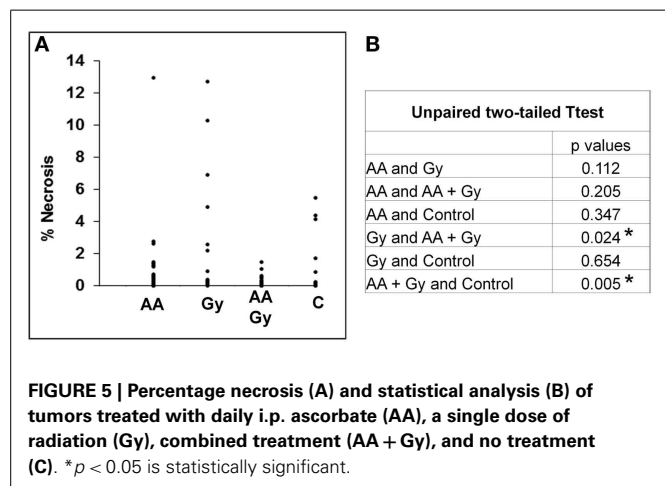 A
14
12
10
8
6
4
2
0
% Necrosis
AA
Gy
AA
Gy
C
B
Unpaired two-tailed Ttest
p values
AA and Gy 0.112
AA and AA + Gy 0.205
AA and Control 0.347
Gy and AA + Gy 0.024 *
Gy and Control 0.654
AA + Gy and Control 0.005 *
FIGURE 5 | Percentage necrosis (A) and statistical analysis (B) of
tumors treated with daily i.p. ascorbate (AA), a single dose of
radiation (Gy), combined treatment (AA + Gy), and no treatment
(C). *p < 0.05 is statistically significant.